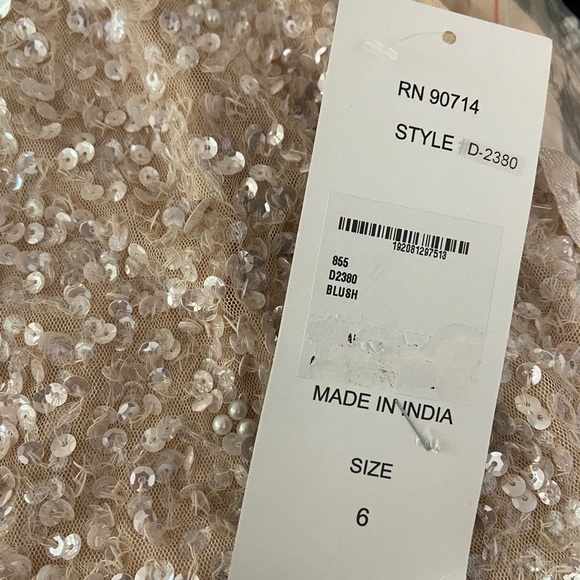 RN 90714
STYLE #D-2380
192081297513
855
D2380
BLUSH
MADE IN INDIA
SIZE
6